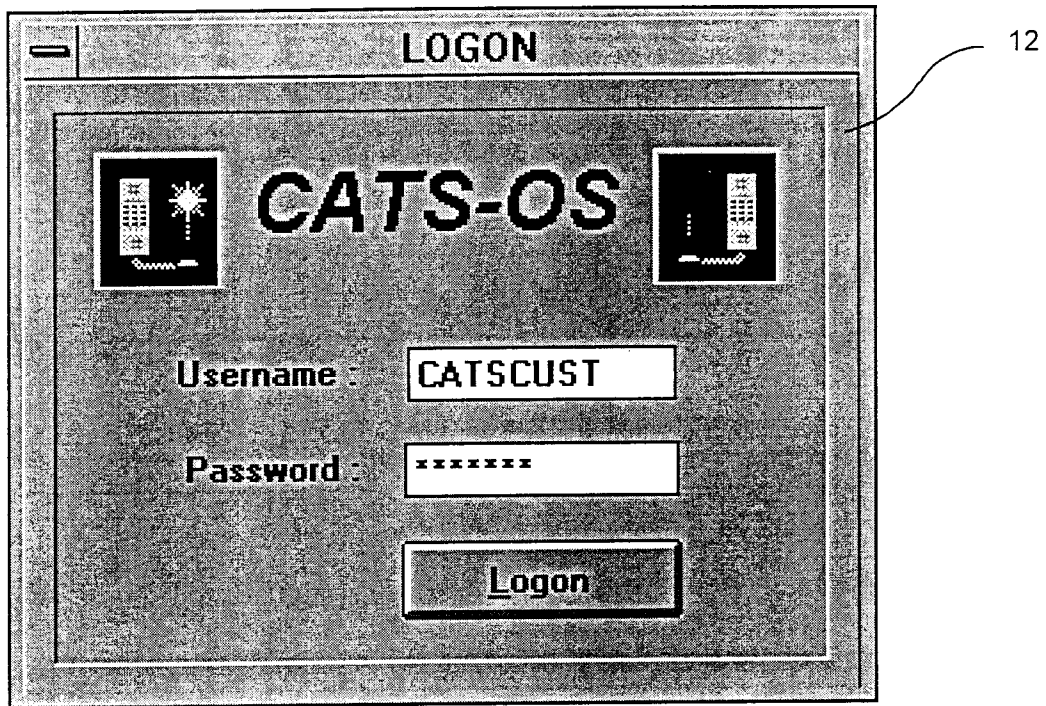 LOGON
12
CATS-OS
Username :
CATSCUST
Password :
*******
Logon